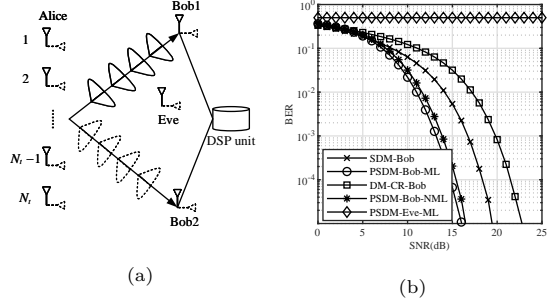 Alice
1
2
N_t − 1
N_t
Bob1
Eve
DSP unit
Bob2
(a)
10^0
10^-1
10^-2
10^-3
10^-4
BER
SDM-Bob
PSDM-Bob-ML
DM-CR-Bob
PSDM-Bob-NML
PSDM-Eve-ML
0 5 10 15 20 25
SNR(dB)
(b)